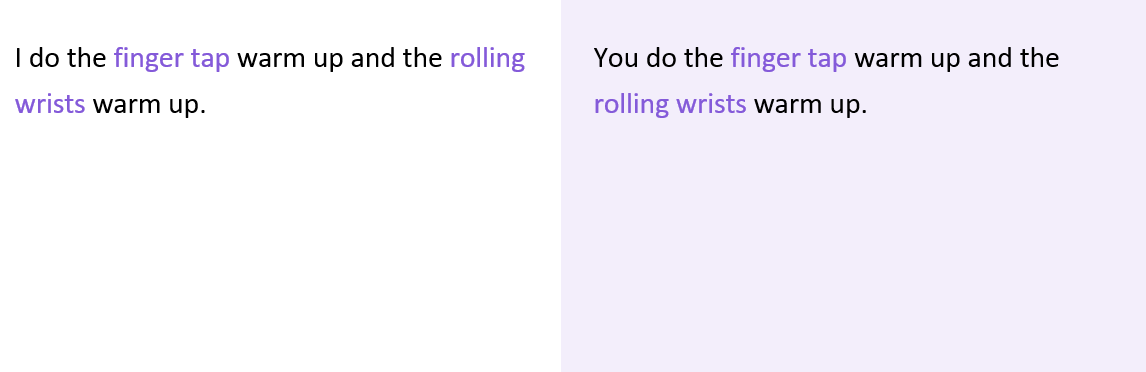 I do the finger tap warm up and the rolling
wrists warm up.
You do the finger tap warm up and the
rolling wrists warm up.